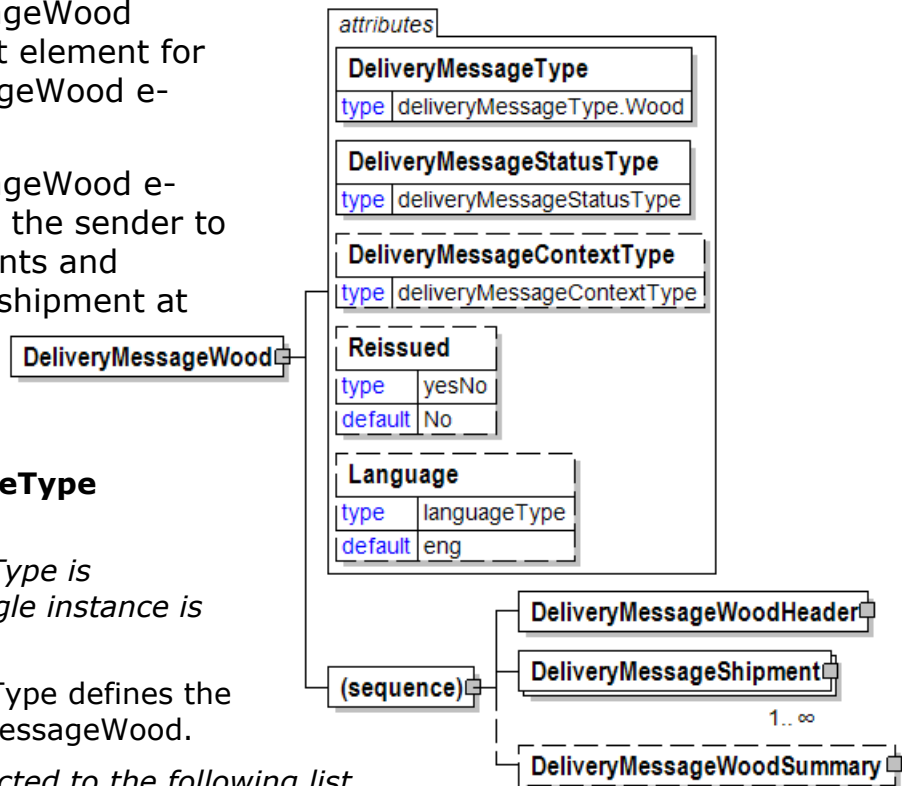 ageWood
t element for
geWood e-
ageWood e-
the sender to
nts and
shipment at
eType
Type is
gle instance is
Type defines the
essageWood.
cted to the following list
DeliveryMessageWood
attributes
DeliveryMessageType
type deliveryMessageType.Wood
DeliveryMessageStatusType
type deliveryMessageStatusType
DeliveryMessageContextType
type deliveryMessageContextType
Reissued
type yesNo
default No
Language
type languageType
default eng
(sequence)
DeliveryMessageWoodHeader
DeliveryMessageShipment
1.. ∞
DeliveryMessageWoodSummary